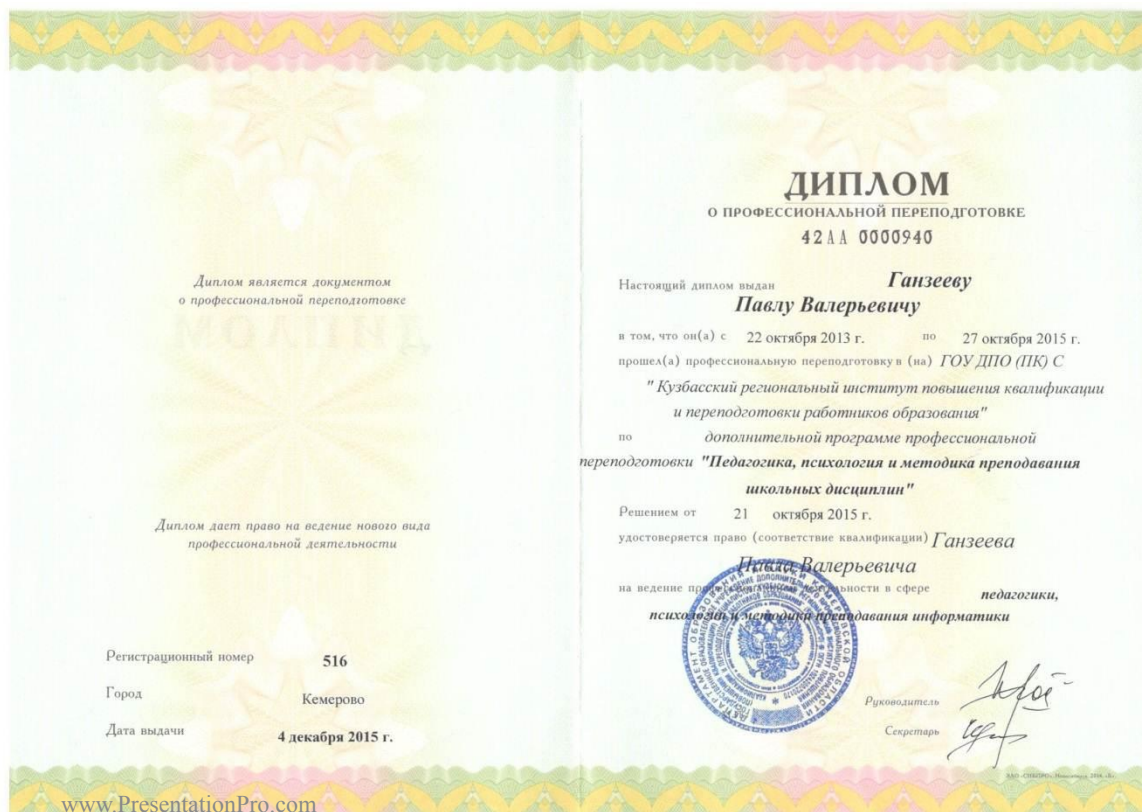 Диплом является документом
о профессиональной переподготовке
Диплом дает право на ведение нового вида
профессиональной деятельности
Регистрационный номер 516
Город Кемерово
Дата выдачи 4 декабря 2015 г.
www.PresentationPro.com
ДИПЛОМ
О ПРОФЕССИОНАЛЬНОЙ ПЕРЕПОДГОТОВКЕ
42АА 0000940
Настоящий диплом выдан Ганзееву
Павлу Валерьевичу
в том, что он(а) с 22 октября 2013 г. по 27 октября 2015 г.
прошел(а) профессиональную переподготовку в (на) ГОУ ДПО (ПК) С
" Кузбасский региональный институт повышения квалификации
и переподготовки работников образования"
по дополнительной программе профессиональной
переподготовки "Педагогика, психология и методика преподавания
школьных дисциплин"
Решением от 21 октября 2015 г.
удостоверяется право (соответствие квалификации) Ганзеева
Павла Валерьевича
на ведение профессиональной деятельности в сфере педагогики,
психологии и методики преподавания информатики
Руководитель
Секретарь